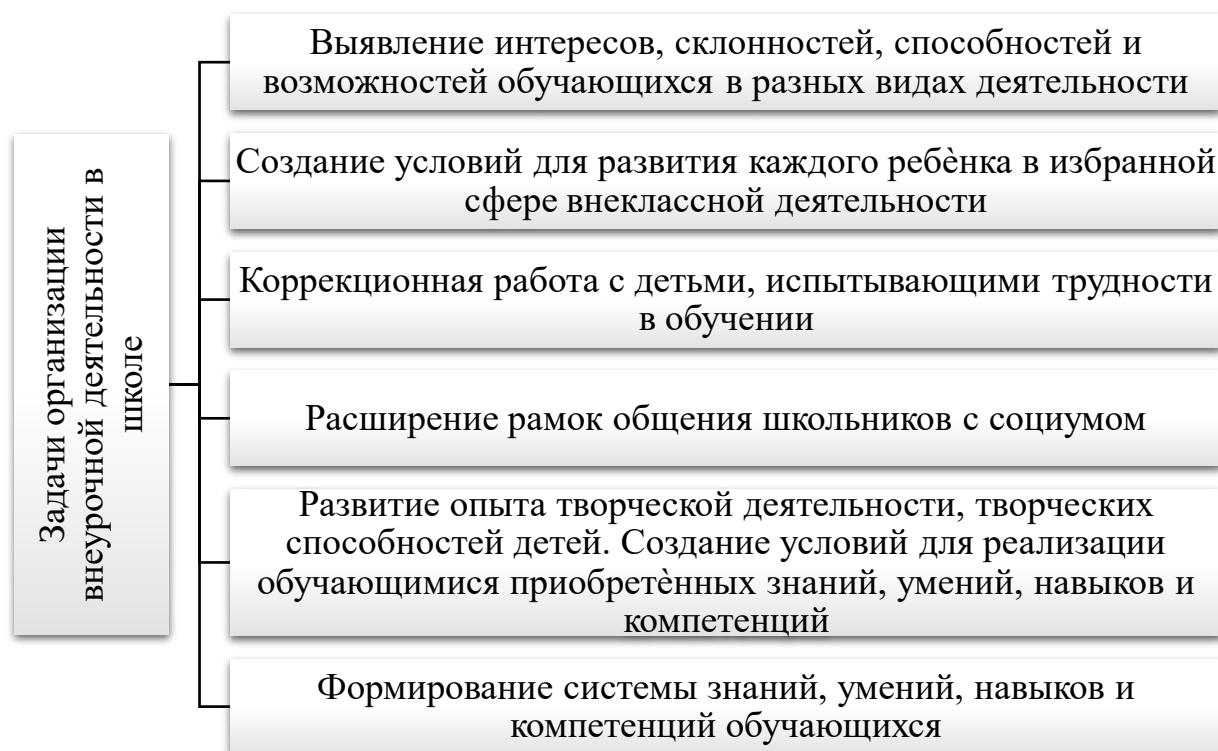 Задачи организации
внеурочной деятельности в
школе
Выявление интересов, склонностей, способностей и
возможностей обучающихся в разных видах деятельности
Создание условий для развития каждого ребѐнка в избранной
сфере внеклассной деятельности
Коррекционная работа с детьми, испытывающими трудности
в обучении
Расширение рамок общения школьников с социумом
Развитие опыта творческой деятельности, творческих
способностей детей. Создание условий для реализации
обучающимися приобретѐнных знаний, умений, навыков и
компетенций
Формирование системы знаний, умений, навыков и
компетенций обучающихся